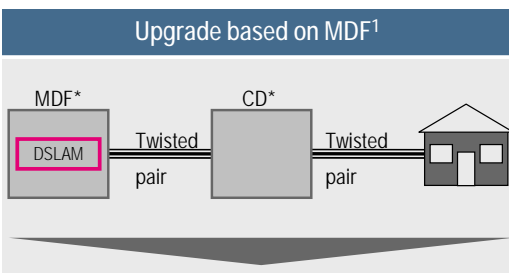 Upgrade based on MDF1
MDF*
CD*
DSLAM
Twisted
pair
Twisted
pair